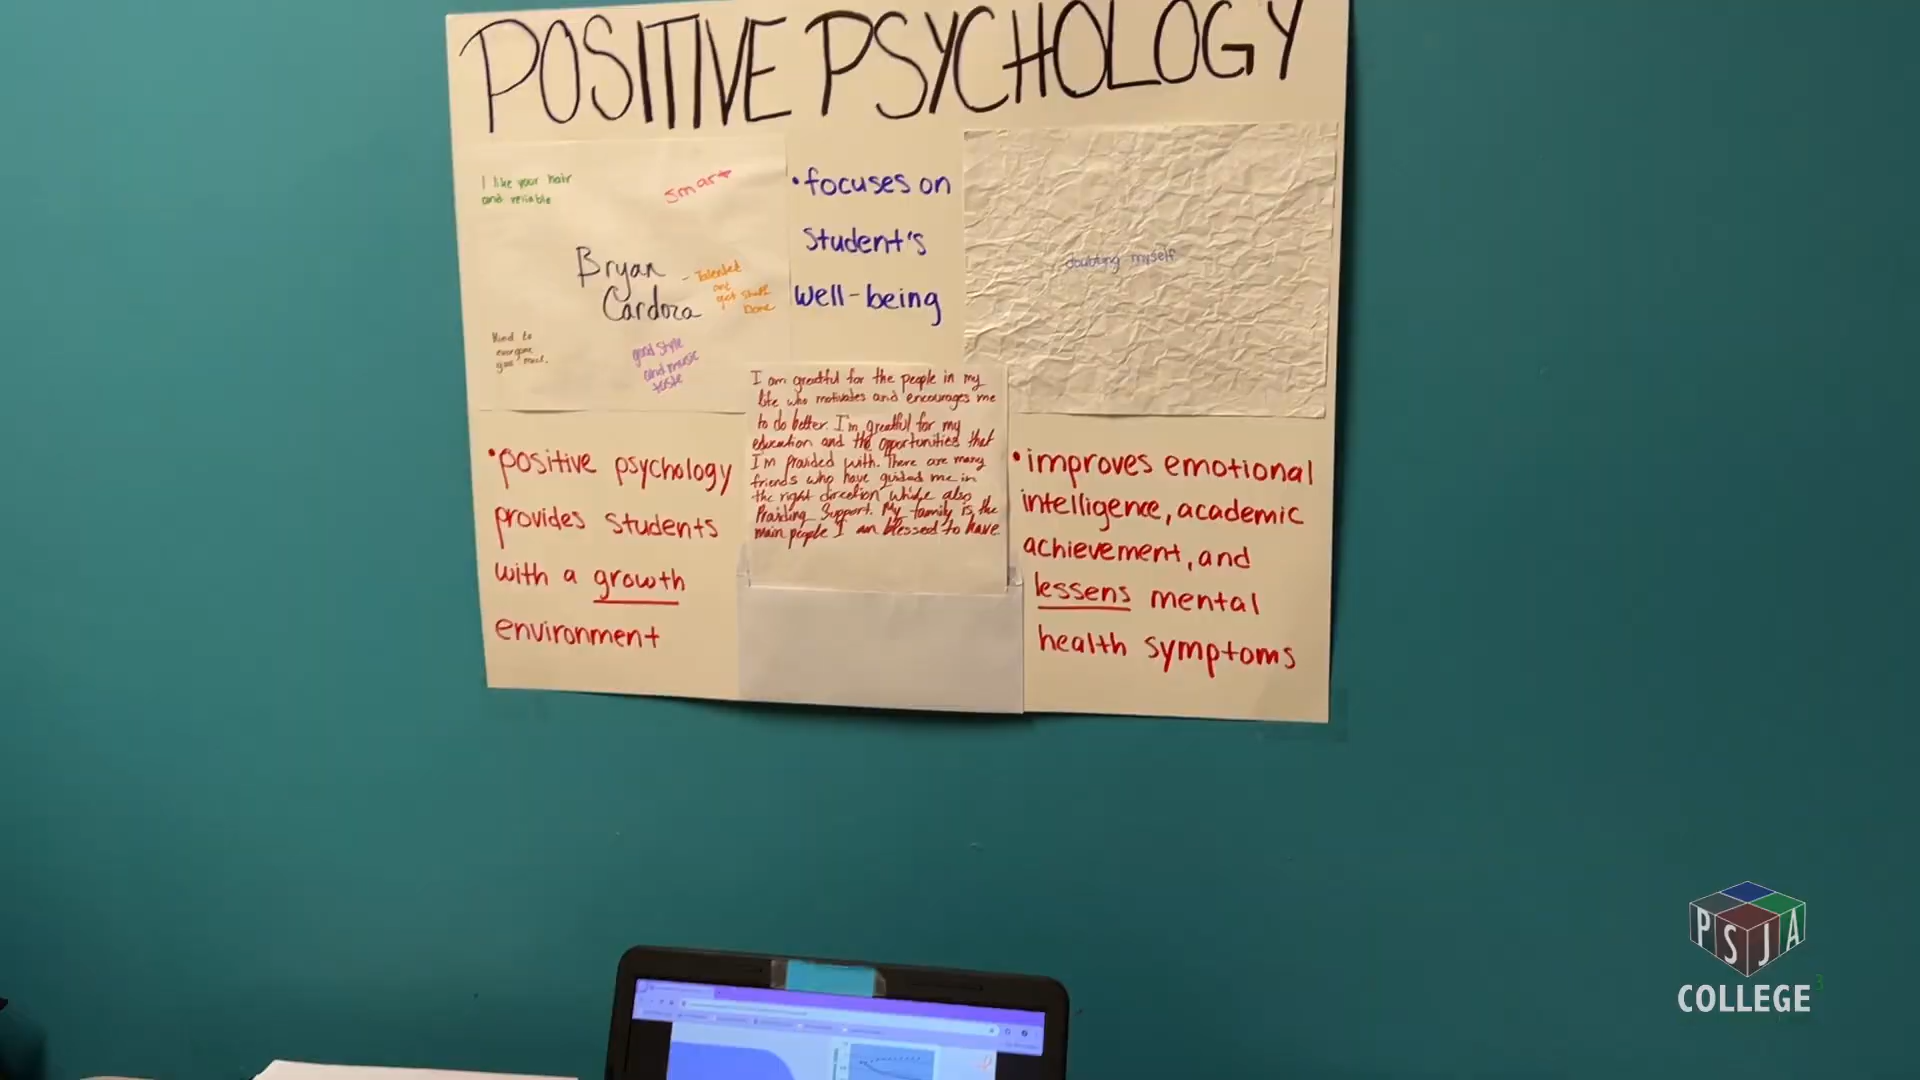 POSITIVE PSYCHOLOGY
I like your hair
and reliable
smart
Bryan
Cardoza
- Talented
get stuff
Done
Kind to
everyone
you meet.
good style
and music
taste
• focuses on
student's
well-being
doubting myself
I am greatful for the people in my
life who motivates and encourages me
to do better. I'm greatful for my
education and the opportunities that
I'm Provided with. There are many
friends who have guided me in
the right direction while also
Providing Support. My family is the
main people I am blessed to have
• positive psychology
provides students
with a growth
environment
• improves emotional
intelligence, academic
achievement, and
lessens mental
health symptoms
PSJA
COLLEGE³